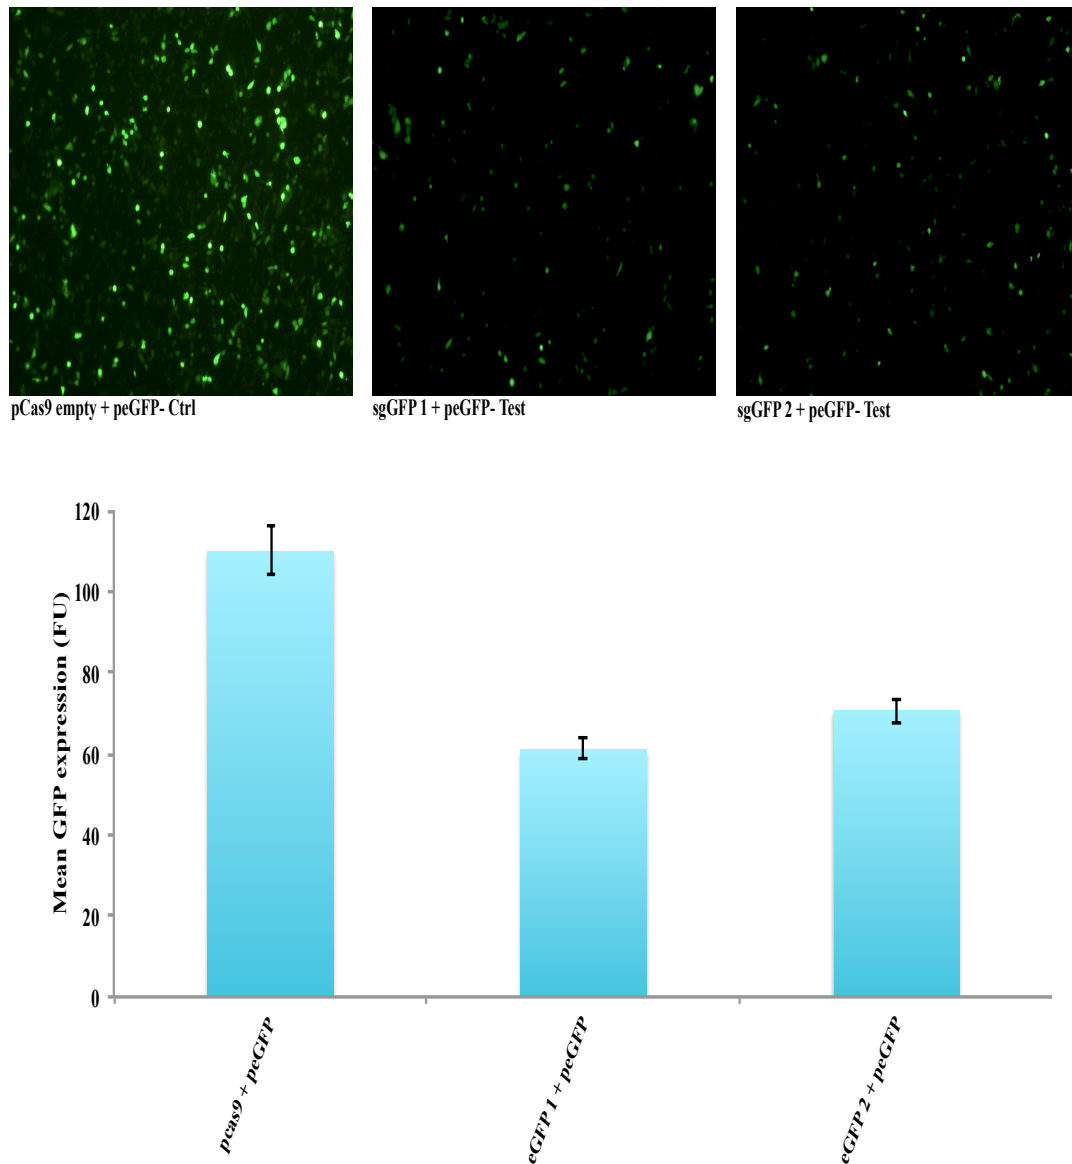 pCas9 empty + peGFP- Ctrl
sgGFP 1 + peGFP- Test
sgGFP 2 + peGFP- Test
Mean GFP expression (FU)
120
100
80
60
40
20
0
pcas9 + peGFP
eGFP 1 + peGFP
eGFP 2 + peGFP